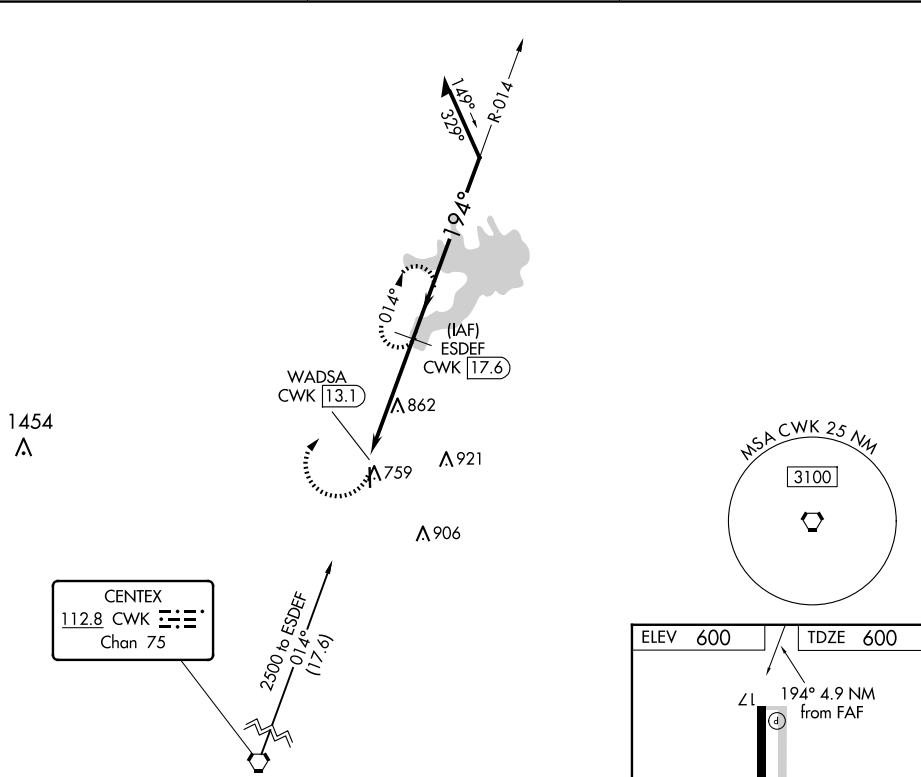 R-014
149°
329°
194°
014°
(IAF)
ESDEF
CWK 17.6
WADSA
CWK 13.1
862
1454
921
759
906
MSA CWK 25 NM
3100
CENTEX
112.8 CWK
Chan 75
2500 to ESDEF
014°
(17.6)
ELEV 600
TDZE 600
194° 4.9 NM
from FAF
17
P